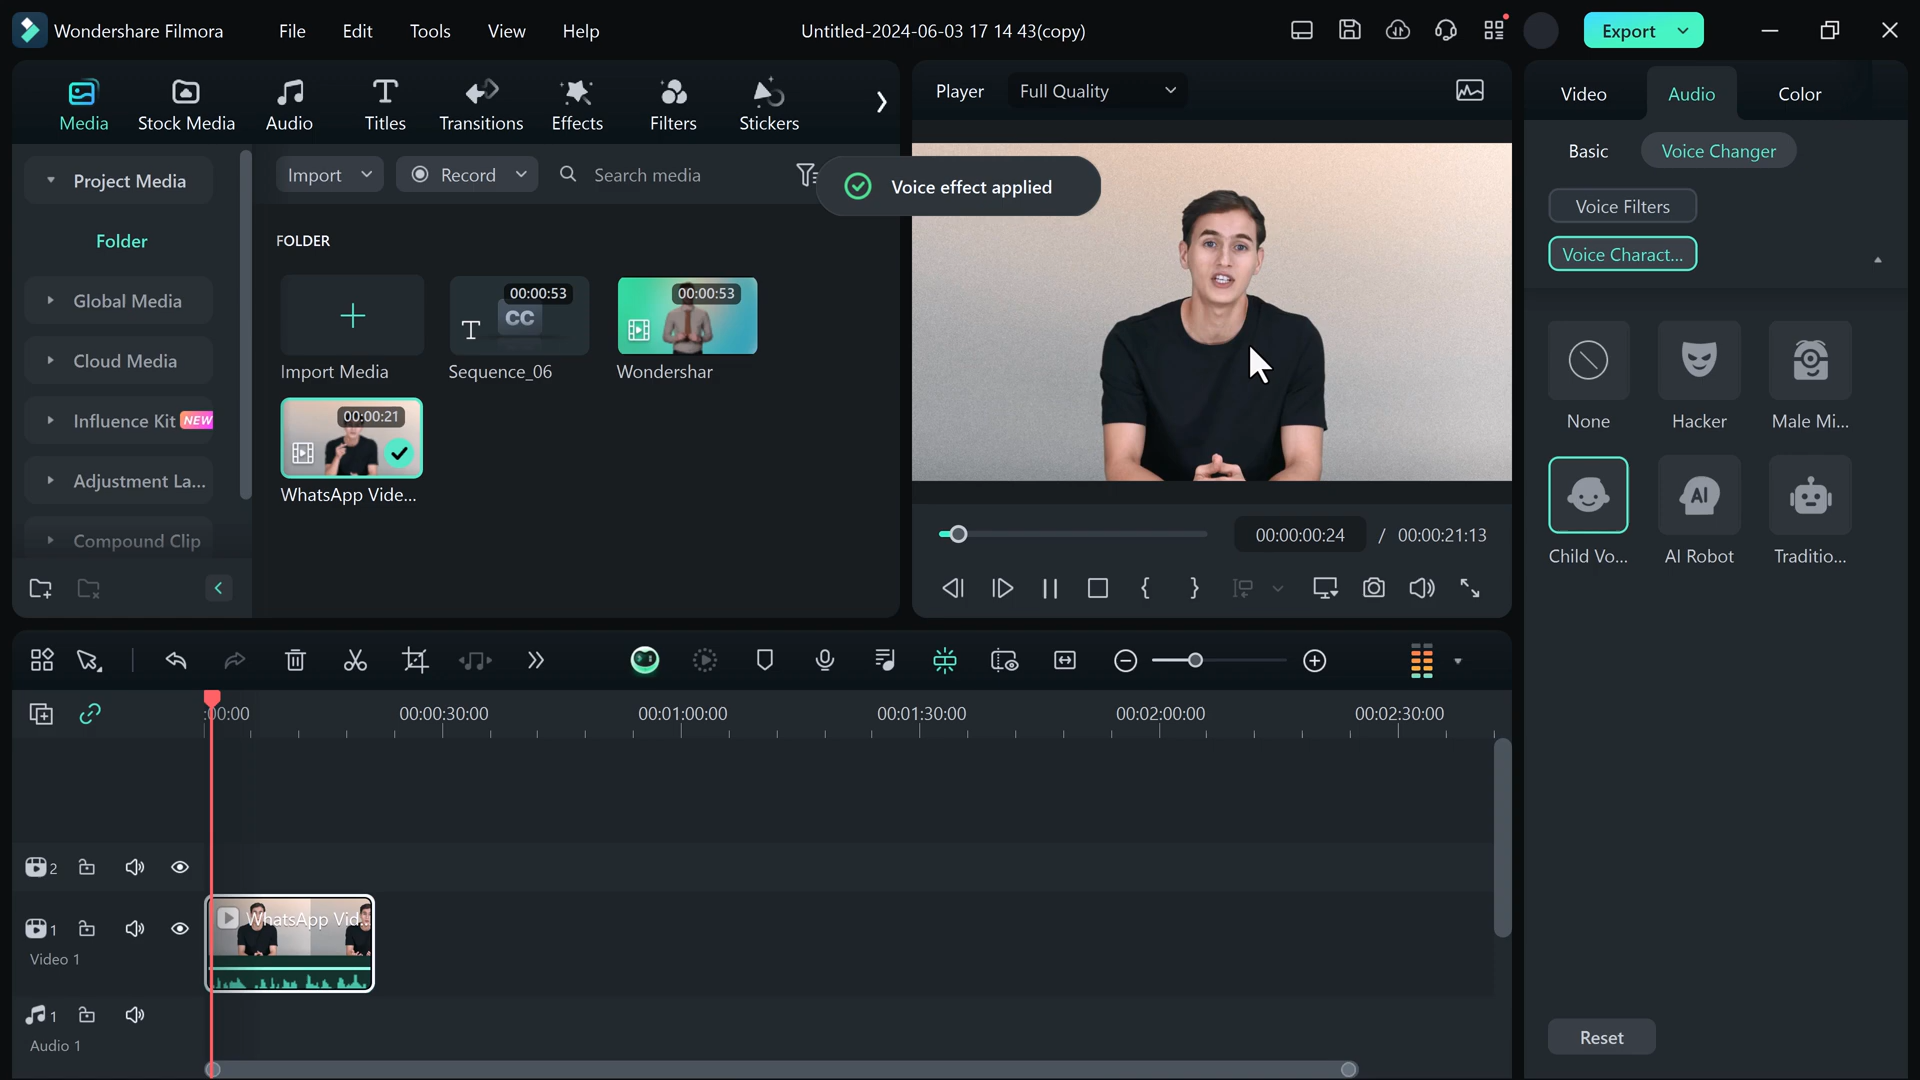 Wondershare Filmora
File
Edit
Tools
View
Help
Untitled-2024-06-03 17 14 43(copy)
Export
Media
Stock Media
Audio
Titles
Transitions
Effects
Filters
Stickers
Player
Full Quality
Video
Audio
Color
Basic
Voice Changer
Project Media
Folder
Global Media
Cloud Media
Influence Kit
NEW
Adjustment La...
Compound Clip
Import
Record
Search media
Voice effect applied
FOLDER
Import Media
00:00:53
CC
T
Sequence_06
00:00:53
Wondershar
00:00:21
WhatsApp Vide...
Voice Filters
Voice Charact...
None
Hacker
Male Mi...
Child Vo...
AI
AI Robot
Traditio...
00:00:00:24
/
00:00:21:13
:00:00
00:00:30:00
00:01:00:00
00:01:30:00
00:02:00:00
00:02:30:00
2
1
WhatsApp Vid...
Video 1
1
Audio 1
Reset